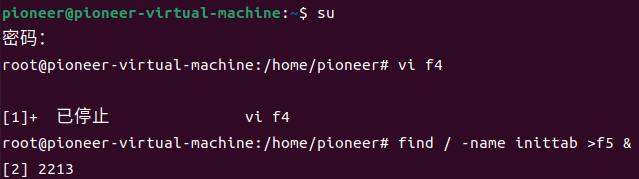 pioneer@pioneer-virtual-machine:~$ su
密码：
root@pioneer-virtual-machine:/home/pioneer# vi f4
[1]+  已停止               vi f4
root@pioneer-virtual-machine:/home/pioneer# find / -name inittab >f5 &
[2] 2213